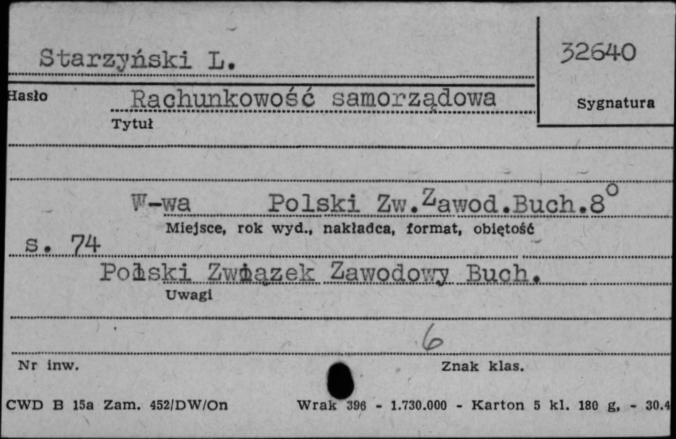 Starzyński L.
32640
Hasło
Rachunkowość samorządowa
Sygnatura
Tytuł
W-wa Polski Zw.Zawod.Buch.8°
Miejsce, rok wyd., nakładca, format, objętość
s. 74
Polski Związek Zawodowy Buch.
Uwagi
6
Nr inw.
Znak klas.
CWD B 15a Zam. 452/DW/On Wrak 396 - 1.730.000 - Karton 5 kl. 180 g. - 30.4